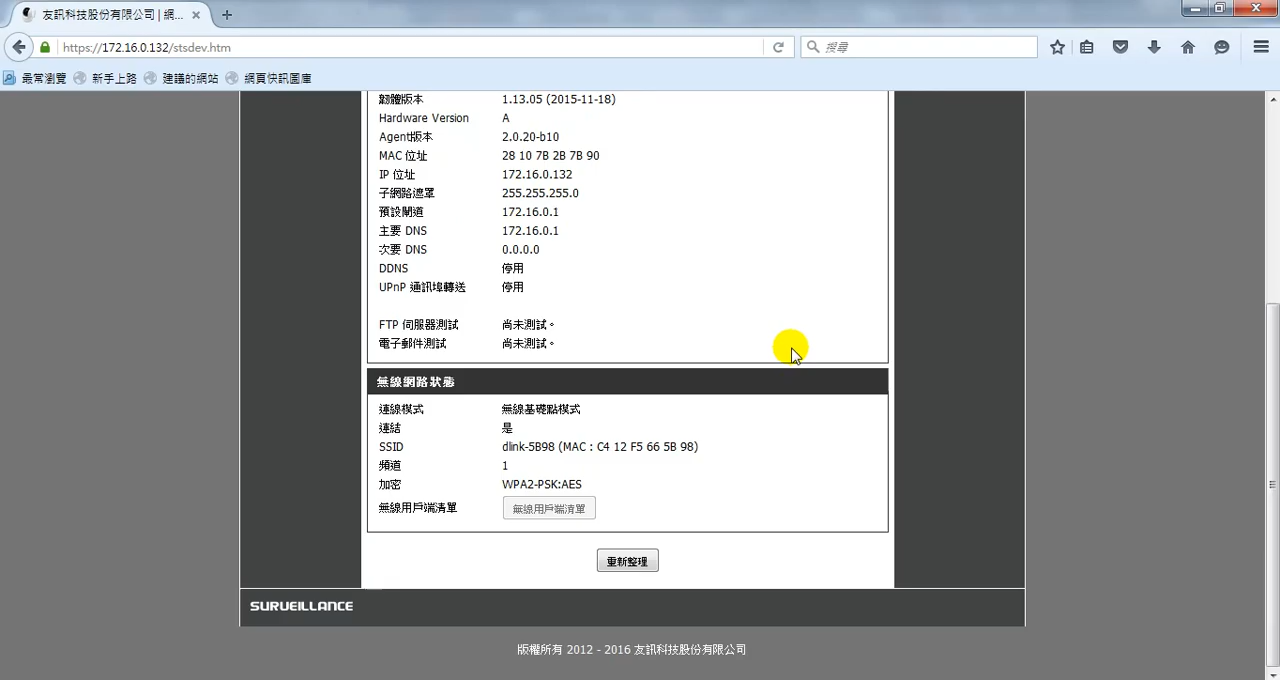 友訊科技股份有限公司 | 網...
https://172.16.0.132/stsdev.htm
搜尋
最常瀏覽 新手上路 建議的網站 網頁快訊圖庫
韌體版本 1.13.05 (2015-11-18)
Hardware Version A
Agent版本 2.0.20-b10
MAC 位址 28 10 7B 2B 7B 90
IP 位址 172.16.0.132
子網路遮罩 255.255.255.0
預設閘道 172.16.0.1
主要 DNS 172.16.0.1
次要 DNS 0.0.0.0
DDNS 停用
UPnP 通訊埠轉送 停用
FTP 伺服器測試 尚未測試。
電子郵件測試 尚未測試。
無線網路狀態
連線模式 無線基礎點模式
連結 是
SSID dlink-5B98 (MAC : C4 12 F5 66 5B 98)
頻道 1
加密 WPA2-PSK:AES
無線用戶端清單 無線用戶端清單
重新整理
SURVEILLANCE
版權所有 2012 - 2016 友訊科技股份有限公司